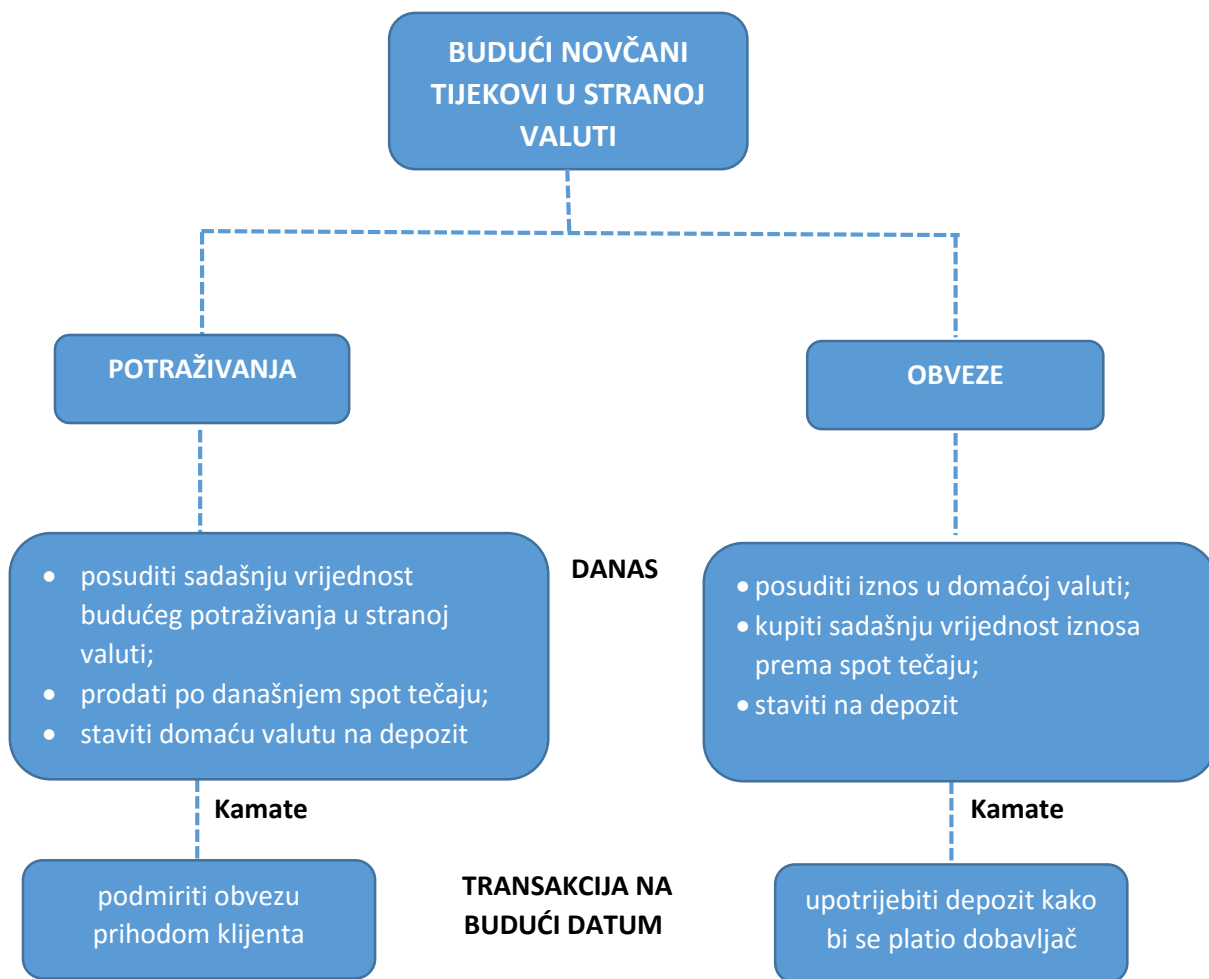 BUDUĆI NOVČANI
TIJEKOVI U STRANOJ
VALUTI
POTRAŽIVANJA
OBVEZE
• posuditi sadašnju vrijednost
budućeg potraživanja u stranoj
valuti;
• prodati po današnjem spot tečaju;
• staviti domaću valutu na depozit
DANAS
• posuditi iznos u domaćoj valuti;
• kupiti sadašnju vrijednost iznosa
prema spot tečaju;
• staviti na depozit
Kamate
Kamate
podmiriti obvezu
prihodom klijenta
TRANSAKCIJA NA
BUDUĆI DATUM
upotrijebiti depozit kako
bi se platio dobavljač